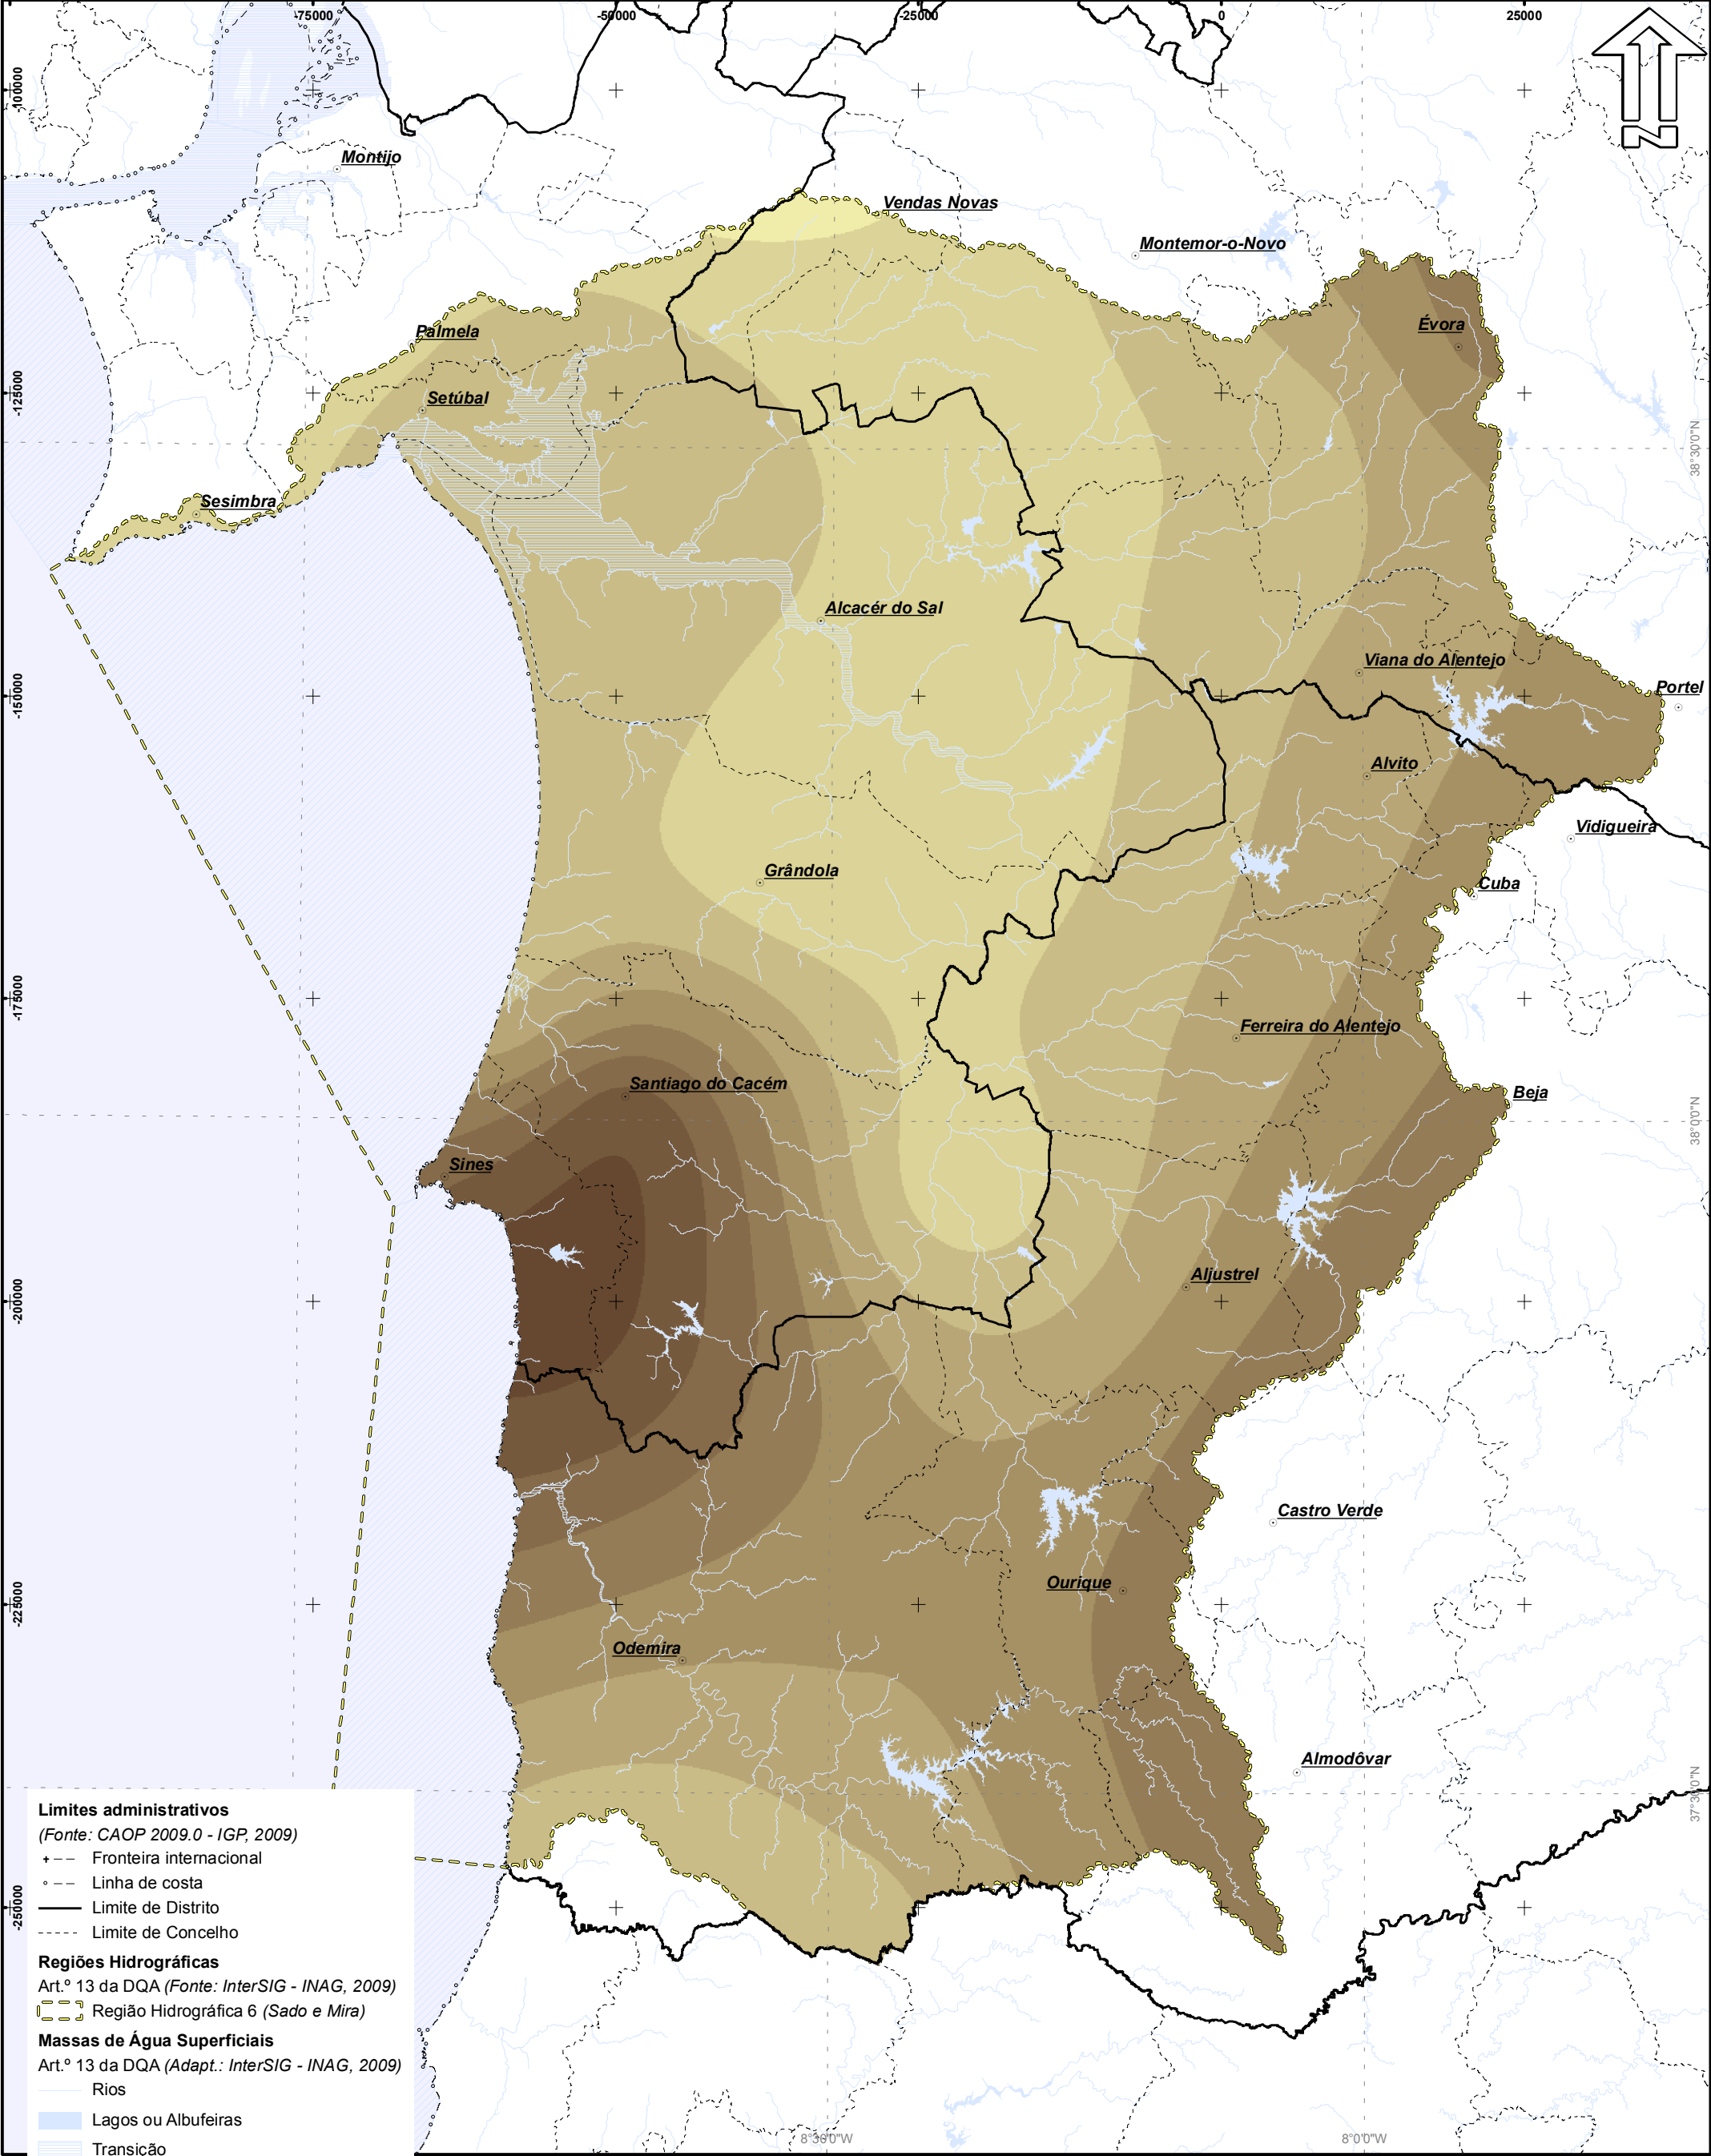 -75000
-50000
-25000
0
25000
-100000
N
Montijo
Vendas Novas
Montemor-o-Novo
Palmela
Évora
-125000
Setúbal
38°30'0"N
Sesimbra
Alcacér do Sal
Viana do Alentejo
Portel
-150000
Alvito
Vidigueira
Grândola
Cuba
-175000
Ferreira do Alentejo
Santiago do Cacém
Beja
38°0'0"N
Sines
Aljustrel
-200000
Castro Verde
Ourique
-225000
Odemira
Almodôvar
37°30'0"N
Limites administrativos
(Fonte: CAOP 2009.0 - IGP, 2009)
Fronteira internacional
Linha de costa
Limite de Distrito
-250000
Limite de Concelho
Regiões Hidrográficas
Art.º 13 da DQA (Fonte: InterSIG - INAG, 2009)
Região Hidrográfica 6 (Sado e Mira)
Massas de Água Superficiais
Art.º 13 da DQA (Adapt.: InterSIG - INAG, 2009)
Rios
Lagos ou Albufeiras
Transição
8°30'0"W
8°0'0"W